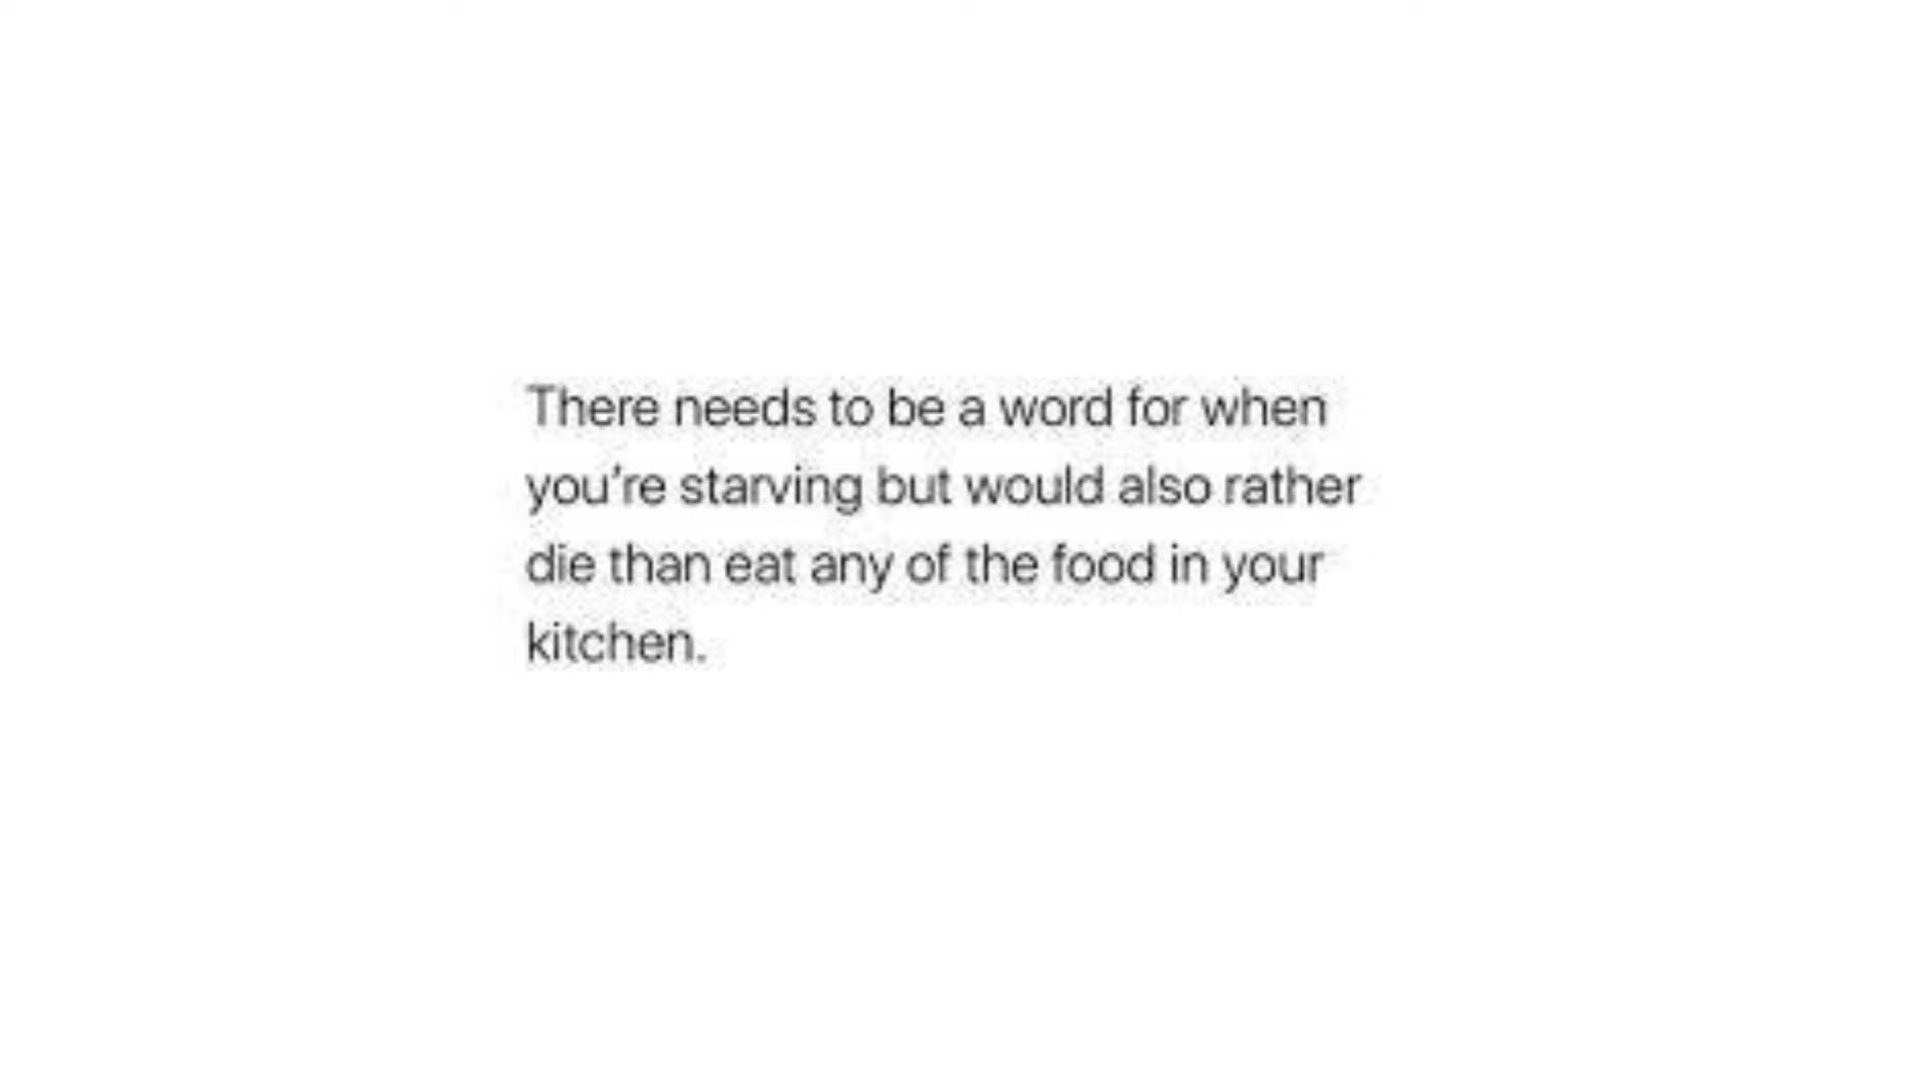 There needs to be a word for when
you’re starving but would also rather
die than eat any of the food in your
kitchen.